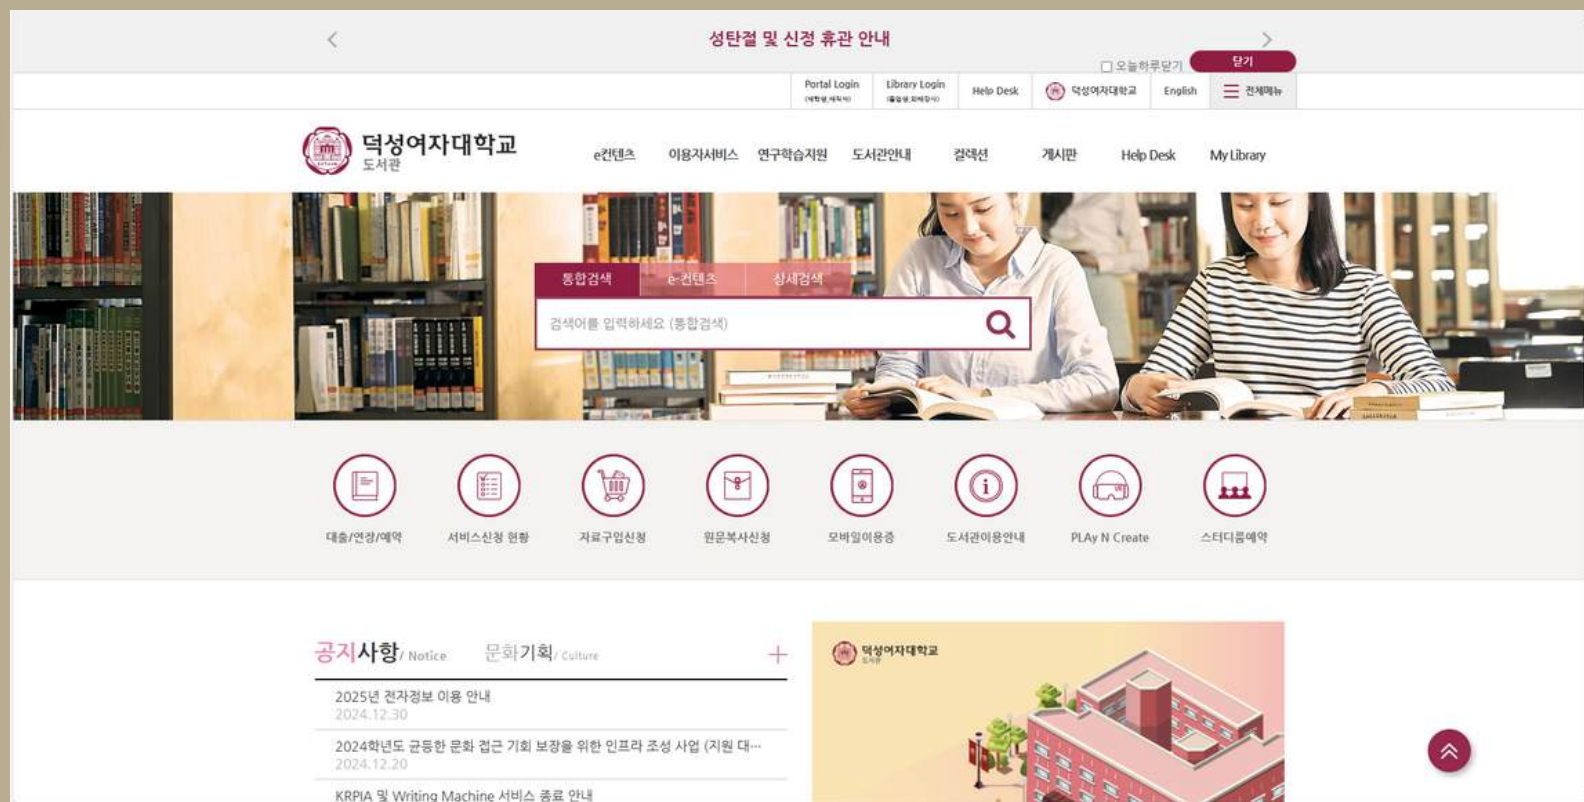 성탄절 및 신정 휴관 안내
오늘하루닫기
닫기
Portal Login
Library Login
Help Desk
덕성여자대학교
English
전체메뉴
덕성여자대학교
도서관
e컨텐츠
이용자서비스
연구학습지원
도서관안내
컬렉션
게시판
Help Desk
My Library
통합검색
e-컨텐츠
상세검색
검색어를 입력하세요 (통합검색)
대출/연장/예약
서비스신청 현황
자료구입신청
원문복사신청
모바일이용증
도서관이용안내
PLAy N Create
스터디룸예약
공지사항/ Notice
문화기획/ Culture
2025년 전자정보 이용 안내
2024.12.30
2024학년도 균등한 문화 접근 기회 보장을 위한 인프라 조성 사업 (지원 대…
2024.12.20
KRPIA 및 Writing Machine 서비스 종료 안내
덕성여자대학교
도서관